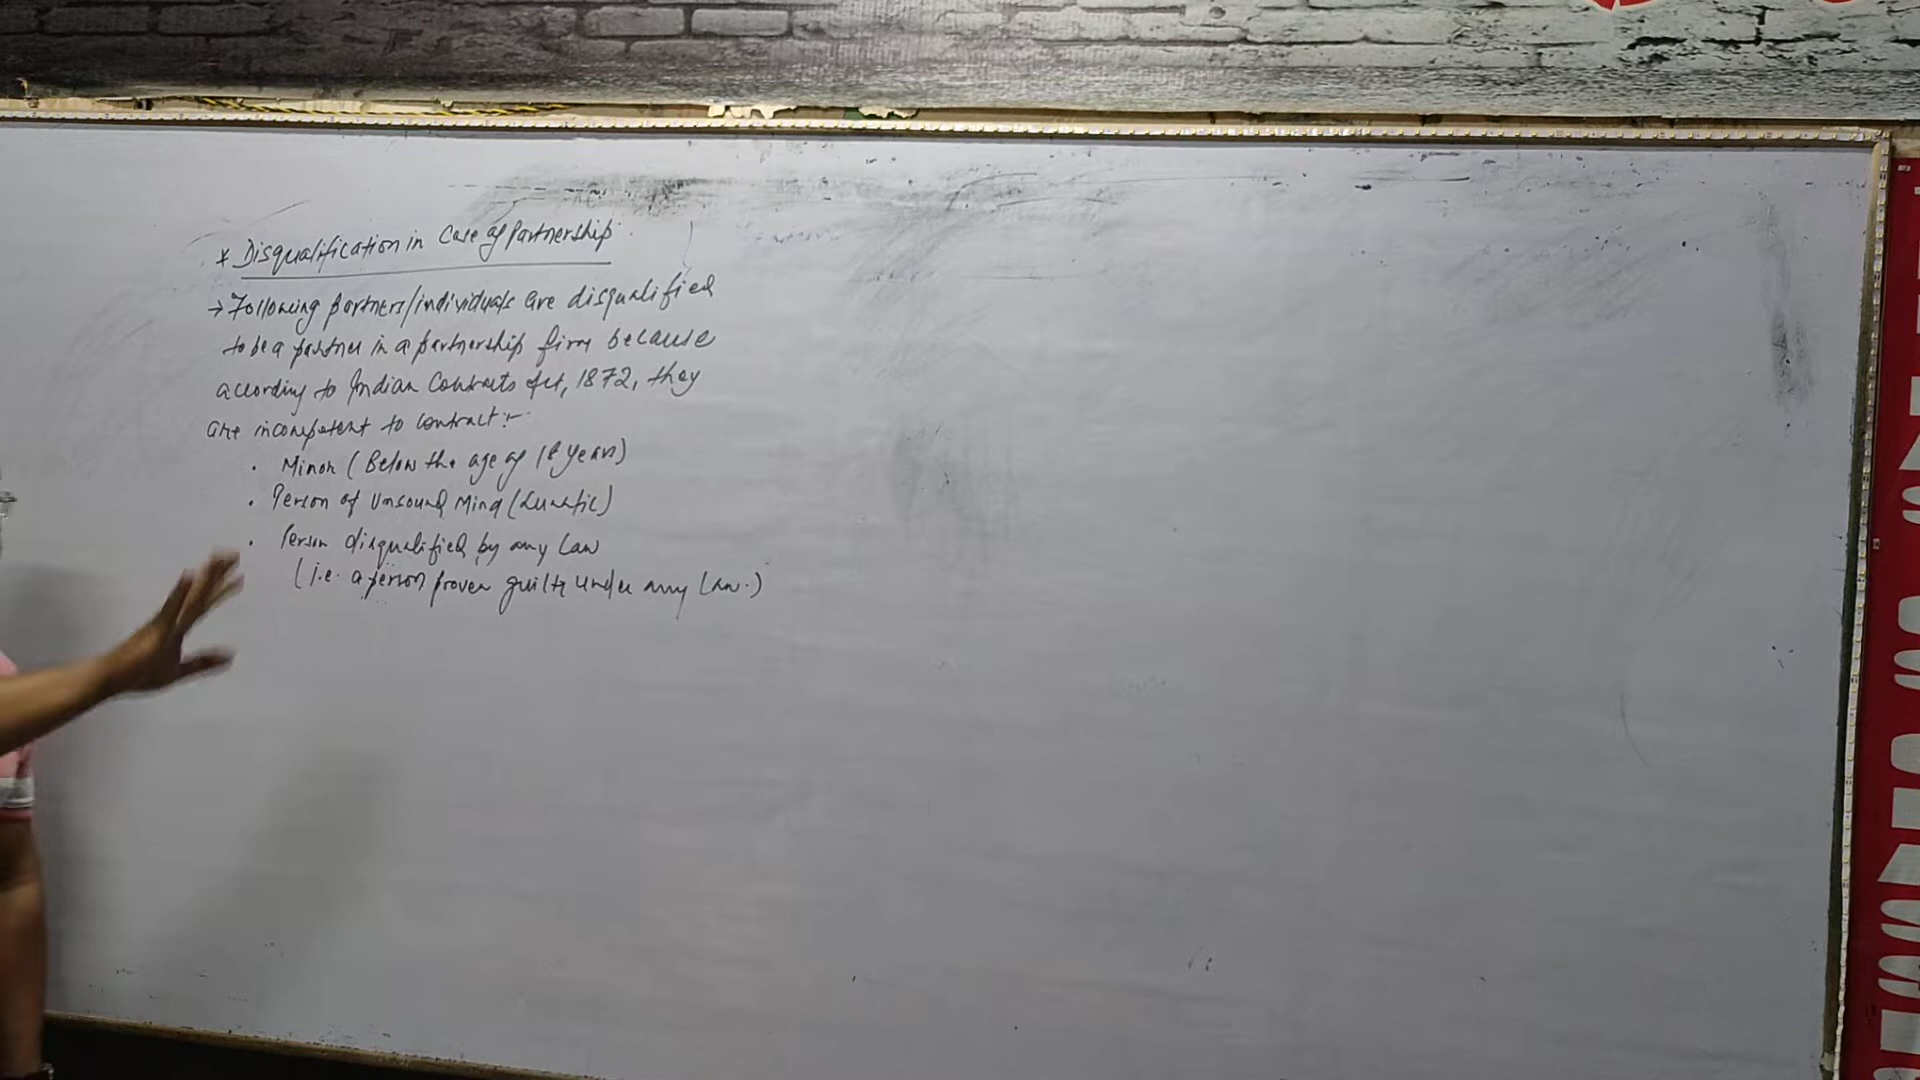 * Disqualification in Case of Partnership
→ Following partners/individuals are disqualified
to be a partner in a partnership firm because
according to Indian Contracts Act, 1872, they
are incompetent to contract :-
• Minor (Below the age of 18 years)
• Person of Unsound Mind (Lunatic)
• Person disqualified by any Law
(i.e. a person proven guilty under any Law.)